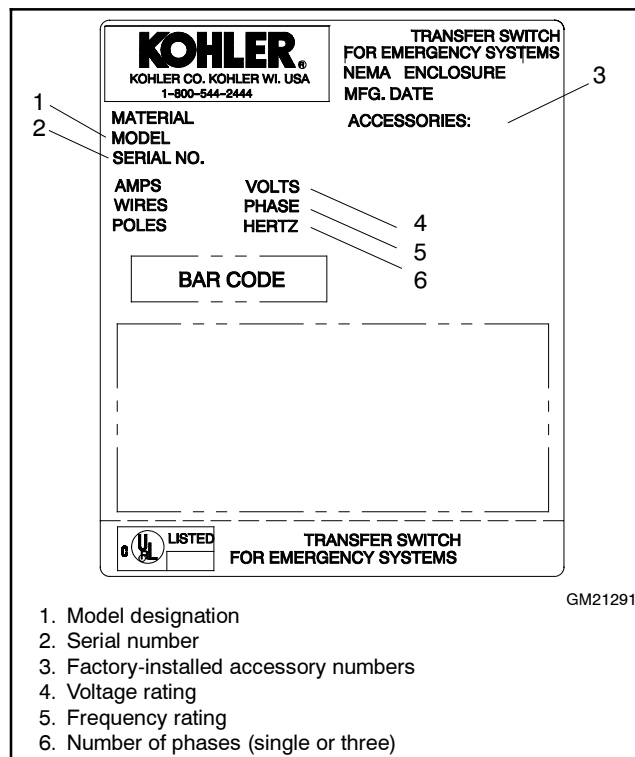 KOHLER®
KOHLER CO. KOHLER WI. USA
1-800-544-2444
TRANSFER SWITCH
FOR EMERGENCY SYSTEMS
NEMA ENCLOSURE
MFG. DATE
ACCESSORIES:
3
1
2
MATERIAL
MODEL
SERIAL NO.
AMPS VOLTS
WIRES PHASE
POLES HERTZ
4
5
6
BAR CODE
C UL LISTED
TRANSFER SWITCH
FOR EMERGENCY SYSTEMS
GM21291
1. Model designation
2. Serial number
3. Factory-installed accessory numbers
4. Voltage rating
5. Frequency rating
6. Number of phases (single or three)